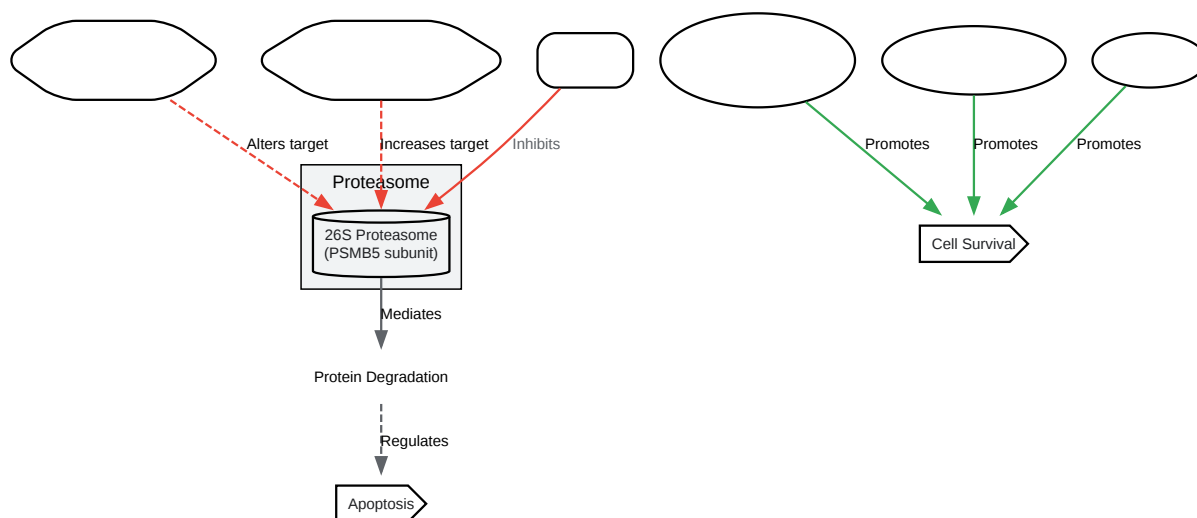 Alters target
Increases target
Inhibits
Promotes
Promotes
Promotes
Proteasome
26S Proteasome
(PSMB5 subunit)
Cell Survival
Mediates
Protein Degradation
Regulates
Apoptosis